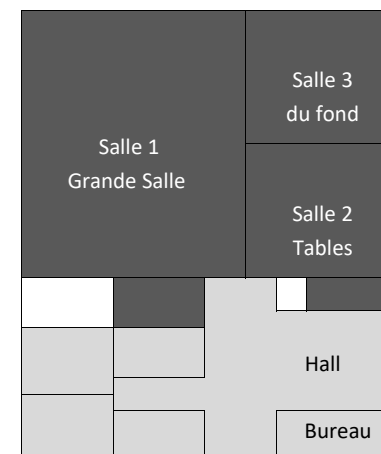 Salle 3
du fond
Salle 1
Grande Salle
Salle 2
Tables
Hall
Bureau